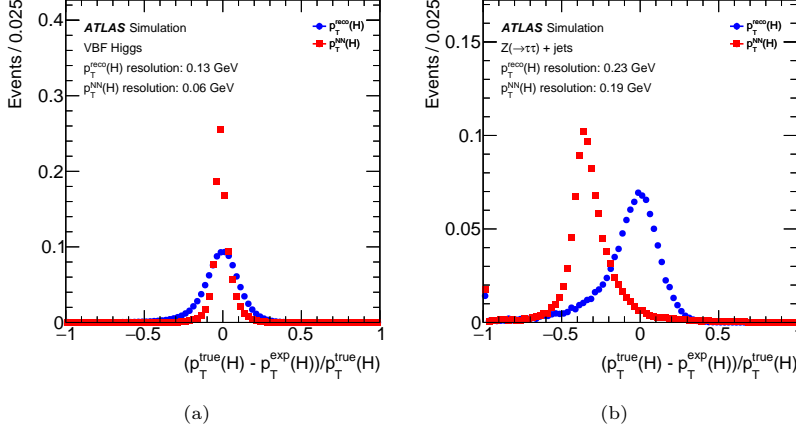 Events / 0.025
ATLAS Simulation
VBF Higgs
p_T^reco(H) resolution: 0.13 GeV
p_T^NN(H) resolution: 0.06 GeV
p_T^reco(H)
p_T^NN(H)
0.4
0.3
0.2
0.1
0
−1 −0.5 0 0.5 1
(p_T^true(H) - p_T^exp(H))/p_T^true(H)
(a)
Events / 0.025
ATLAS Simulation
Z(→ττ) + jets
p_T^reco(H) resolution: 0.23 GeV
p_T^NN(H) resolution: 0.19 GeV
p_T^reco(H)
p_T^NN(H)
0.15
0.1
0.05
0
−1 −0.5 0 0.5 1
(p_T^true(H) - p_T^exp(H))/p_T^true(H)
(b)